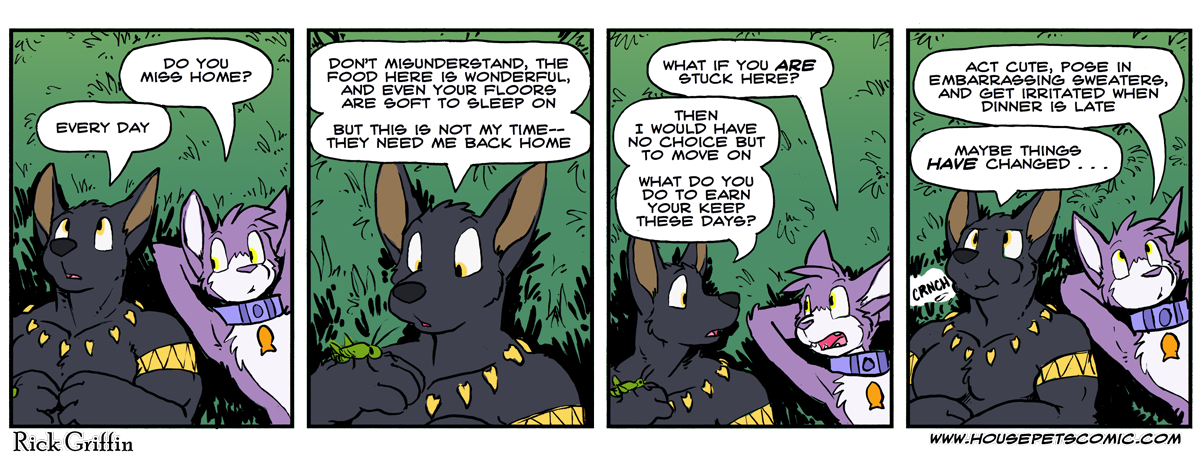 DO YOU
MISS HOME?
EVERY DAY
DON'T MISUNDERSTAND, THE
FOOD HERE IS WONDERFUL,
AND EVEN YOUR FLOORS
ARE SOFT TO SLEEP ON
BUT THIS IS NOT MY TIME--
THEY NEED ME BACK HOME
WHAT IF YOU ARE
STUCK HERE?
THEN
I WOULD HAVE
NO CHOICE BUT
TO MOVE ON
WHAT DO YOU
DO TO EARN
YOUR KEEP
THESE DAYS?
ACT CUTE, POSE IN
EMBARRASSING SWEATERS,
AND GET IRRITATED WHEN
DINNER IS LATE
MAYBE THINGS
HAVE CHANGED . . . .
CRNCH
Rick Griffin
WWW.HOUSEPETSCOMIC.COM